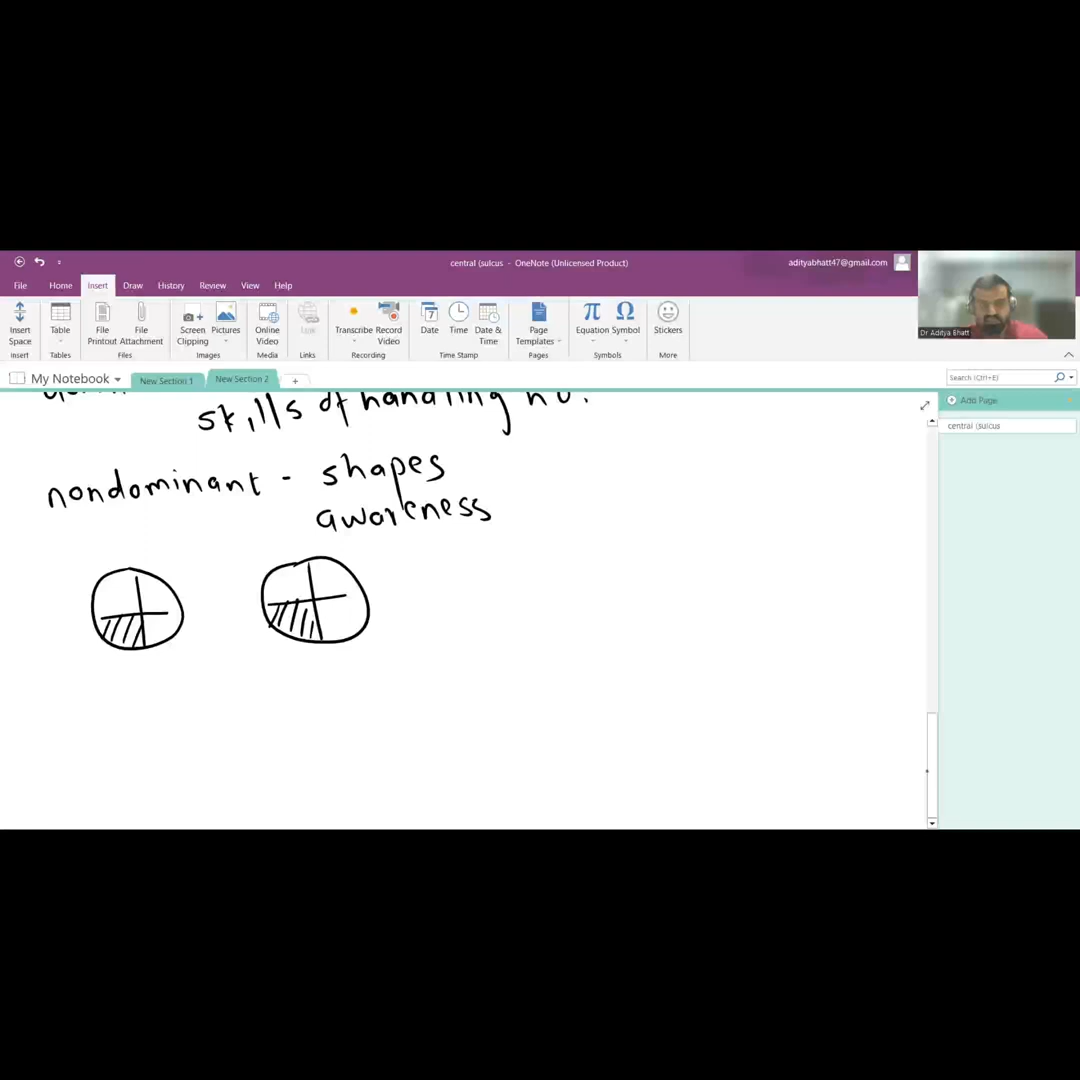 central (sulcus - OneNote (Unlicensed Product)
adityabhatt47@gmail.com
File Home Insert Draw History Review View Help
Insert Space
Table
File Printout
File Attachment
Screen Clipping
Pictures
Online Video
Link
Transcribe
Record Video
Date
Time
Date & Time
Page Templates
Equation
Symbol
Stickers
Insert Tables Files Images Media Links Recording Time Stamp Pages Symbols More
Dr Aditya Bhatt
My Notebook New Section 1 New Section 2 +
Search (Ctrl+E)
Add Page
central (sulcus
skills of handling no.
nondominant - shapes
awareness